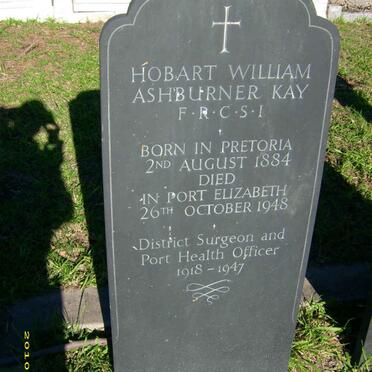 HOBART WILLIAM
ASHBURNER KAY
F·R·C·S·I
BORN IN PRETORIA
2ND AUGUST 1884
DIED
IN PORT ELIZABETH
26TH OCTOBER 1948
District Surgeon and
Port Health Officer
1918 – 1947